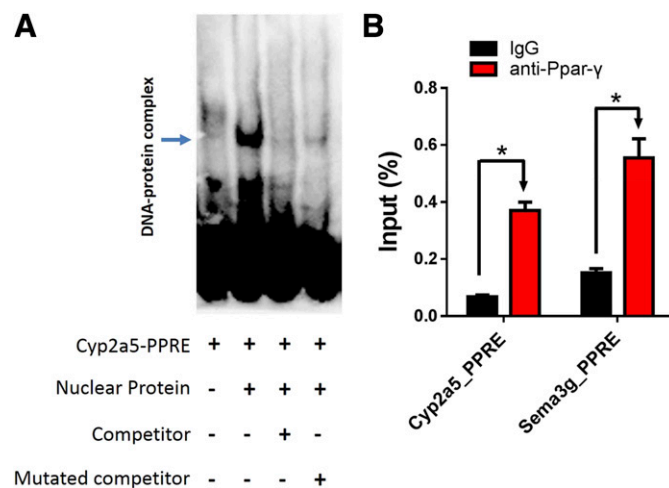 A
DNA-protein complex
Cyp2a5-PPRE + + + +
Nuclear Protein - + + +
Competitor - - + -
Mutated competitor - - - +
B
IgG
anti-Ppar-γ
Input (%)
0.8
0.6
0.4
0.2
0.0
*
*
Cyp2a5_PPRE
Sema3g_PPRE